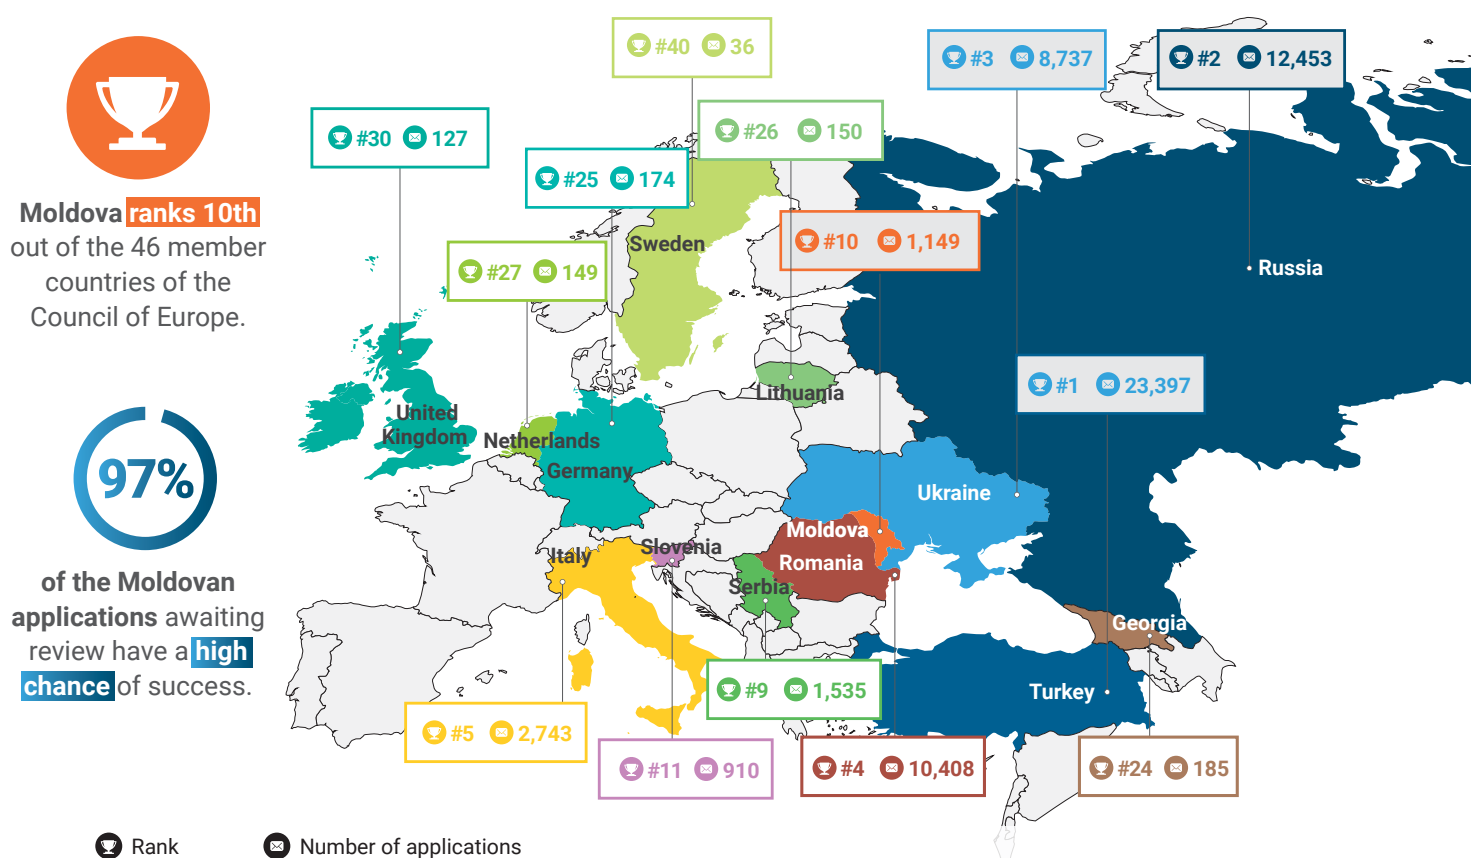 Moldova ranks 10th
out of the 46 member
countries of the
Council of Europe.
97%
of the Moldovan
applications awaiting
review have a high
chance of success.
#40 36
#3 8,737
#2 12,453
#30 127
#26 150
#25 174
#10 1,149
#27 149
Sweden
Russia
#1 23,397
Lithuania
United
Kingdom
Netherlands
Germany
Ukraine
Moldova
Romania
Italy
Slovenia
Serbia
Georgia
Turkey
#9 1,535
#5 2,743
#11 910
#4 10,408
#24 185
Rank
Number of applications